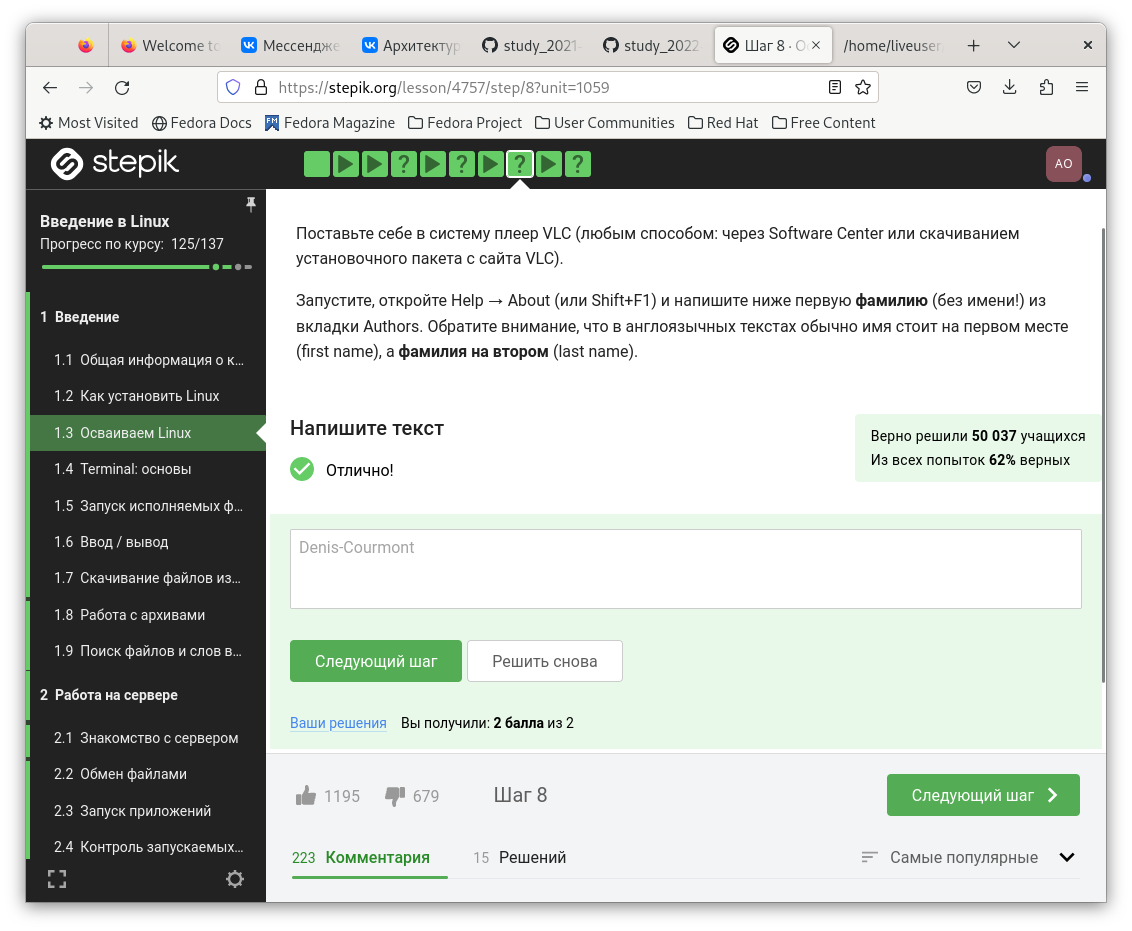 Welcome to
Мессендже
Архитектур
study_2021-
study_2022
Шаг 8 · О
/home/liveuser
https://stepik.org/lesson/4757/step/8?unit=1059
Most Visited
Fedora Docs
Fedora Magazine
Fedora Project
User Communities
Red Hat
Free Content
stepik
? ? ? ?
AO
Введение в Linux
Прогресс по курсу: 125/137
1 Введение
1.1 Общая информация о к…
1.2 Как установить Linux
1.3 Осваиваем Linux
1.4 Terminal: основы
1.5 Запуск исполняемых ф…
1.6 Ввод / вывод
1.7 Скачивание файлов из…
1.8 Работа с архивами
1.9 Поиск файлов и слов в…
2 Работа на сервере
2.1 Знакомство с сервером
2.2 Обмен файлами
2.3 Запуск приложений
2.4 Контроль запускаемых…
Поставьте себе в систему плеер VLC (любым способом: через Software Center или скачиванием
установочного пакета с сайта VLC).
Запустите, откройте Help → About (или Shift+F1) и напишите ниже первую фамилию (без имени!) из
вкладки Authors. Обратите внимание, что в англоязычных текстах обычно имя стоит на первом месте
(first name), а фамилия на втором (last name).
Напишите текст
Отлично!
Верно решили 50 037 учащихся
Из всех попыток 62% верных
Denis-Courmont
Следующий шаг
Решить снова
Ваши решения
Вы получили: 2 балла из 2
1195
679
Шаг 8
Следующий шаг
223 Комментария
15 Решений
Самые популярные